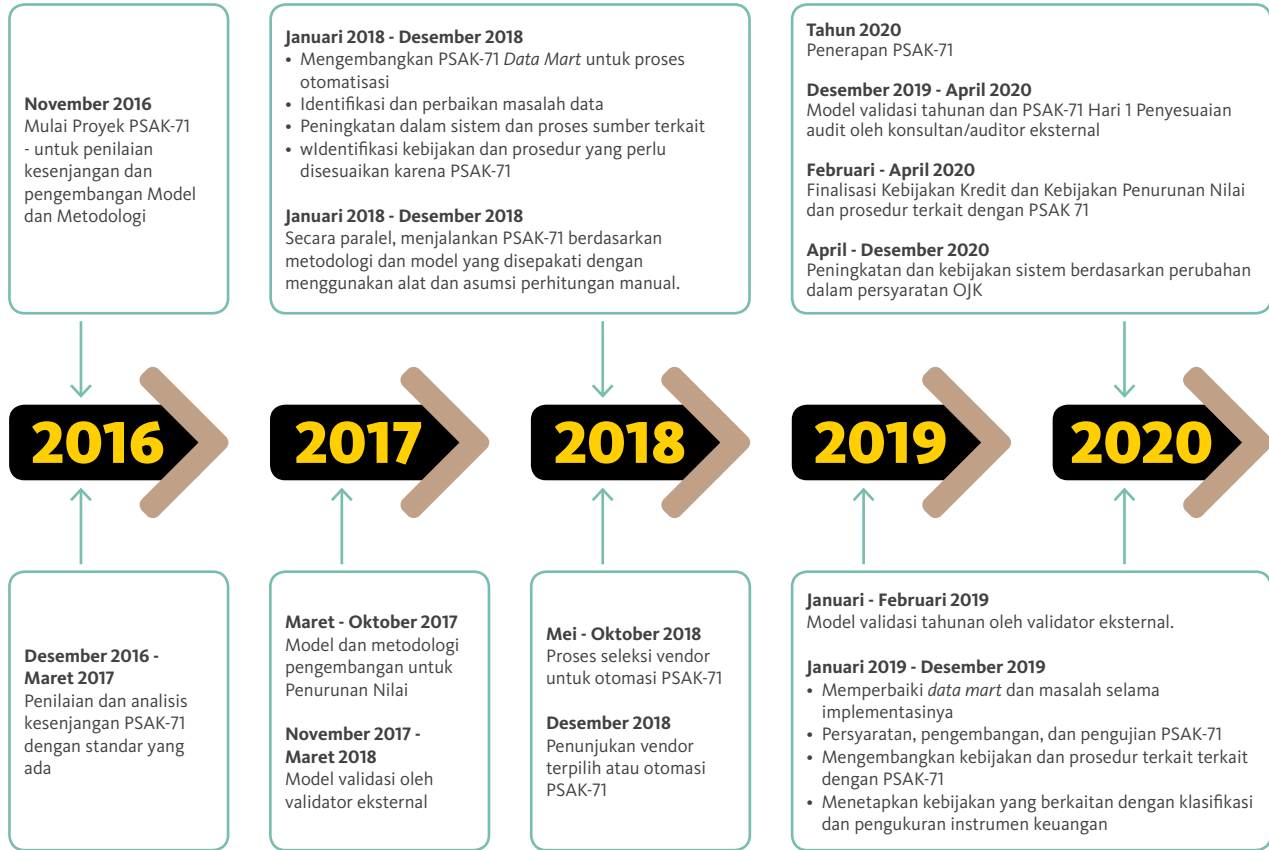 November 2016
Mulai Proyek PSAK-71
- untuk penilaian
kesenjangan dan
pengembangan Model
dan Metodologi
Januari 2018 - Desember 2018
• Mengembangkan PSAK-71 Data Mart untuk proses
otomatisasi
• Identifikasi dan perbaikan masalah data
• Peningkatan dalam sistem dan proses sumber terkait
• wIdentifikasi kebijakan dan prosedur yang perlu
disesuaikan karena PSAK-71
Januari 2018 - Desember 2018
Secara paralel, menjalankan PSAK-71 berdasarkan
metodologi dan model yang disepakati dengan
menggunakan alat dan asumsi perhitungan manual.
Tahun 2020
Penerapan PSAK-71
Desember 2019 - April 2020
Model validasi tahunan dan PSAK-71 Hari 1 Penyesuaian
audit oleh konsultan/auditor eksternal
Februari - April 2020
Finalisasi Kebijakan Kredit dan Kebijakan Penurunan Nilai
dan prosedur terkait dengan PSAK 71
April - Desember 2020
Peningkatan dan kebijakan sistem berdasarkan perubahan
dalam persyaratan OJK
2016
2017
2018
2019
2020
Desember 2016 -
Maret 2017
Penilaian dan analisis
kesenjangan PSAK-71
dengan standar yang
ada
Maret - Oktober 2017
Model dan metodologi
pengembangan untuk
Penurunan Nilai
November 2017 -
Maret 2018
Model validasi oleh
validator eksternal
Mei - Oktober 2018
Proses seleksi vendor
untuk otomasi PSAK-71
Desember 2018
Penunjukan vendor
terpilih atau otomasi
PSAK-71
Januari - Februari 2019
Model validasi tahunan oleh validator eksternal.
Januari 2019 - Desember 2019
• Memperbaiki data mart dan masalah selama
implementasinya
• Persyaratan, pengembangan, dan pengujian PSAK-71
• Mengembangkan kebijakan dan prosedur terkait terkait
dengan PSAK-71
• Menetapkan kebijakan yang berkaitan dengan klasifikasi
dan pengukuran instrumen keuangan